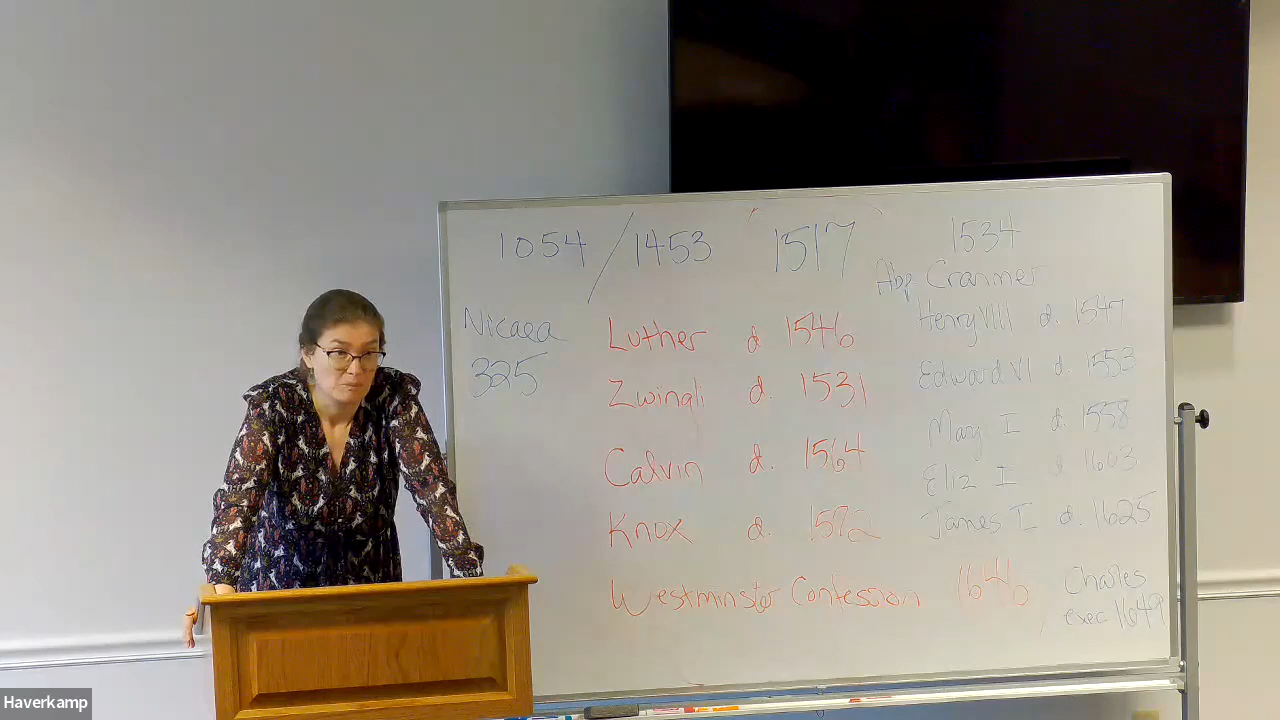 1054 / 1453 1517 1534
Abp Cranmer
Nicaea
325
Luther d 1546
Zwingli d. 1531
Calvin d. 1564
Knox d. 1572
Westminster Confession 1646
Henry VIII d. 1547
Edward VI d. 1553
Mary I d. 1558
Eliz I d 1603
James I d. 1625
Charles
exec 1649
Haverkamp